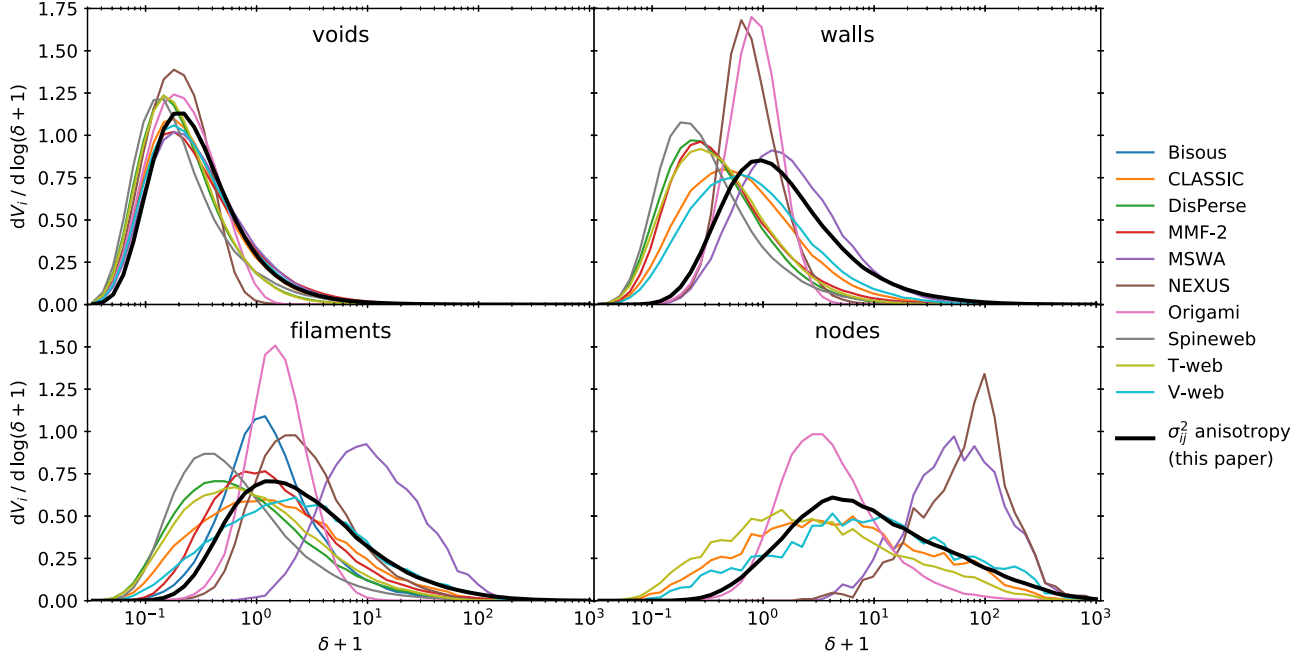 1.75
1.50
1.25
1.00
0.75
0.50
0.25
0.00
dV_i / d log(δ + 1)
voids
walls
1.50
1.25
1.00
0.75
0.50
0.25
0.00
dV_i / d log(δ + 1)
filaments
nodes
10^-1
10^0
10^1
10^2
10^3
δ + 1
10^-1
10^0
10^1
10^2
10^3
δ + 1
Bisous
CLASSIC
DisPerse
MMF-2
MSWA
NEXUS
Origami
Spineweb
T-web
V-web
σ²_ij anisotropy
(this paper)